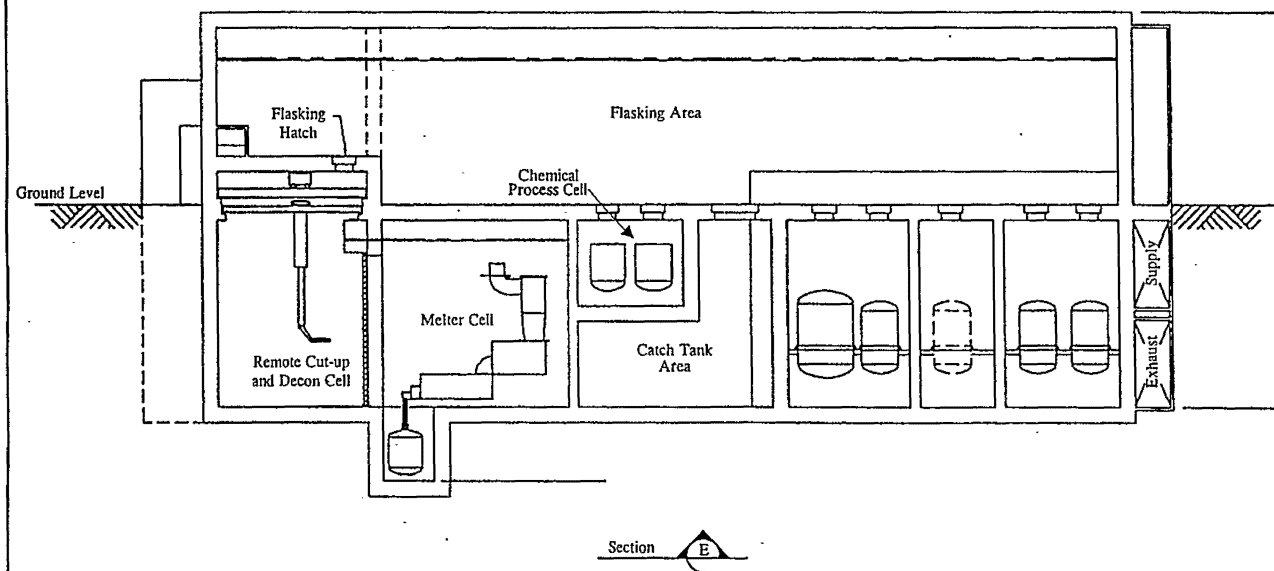 Flasking
Hatch
Flasking Area
Chemical
Process Cell
Ground Level
Supply
Melter Cell
Catch Tank
Area
Remote Cut-up
and Decon Cell
Exhaust
Section
E